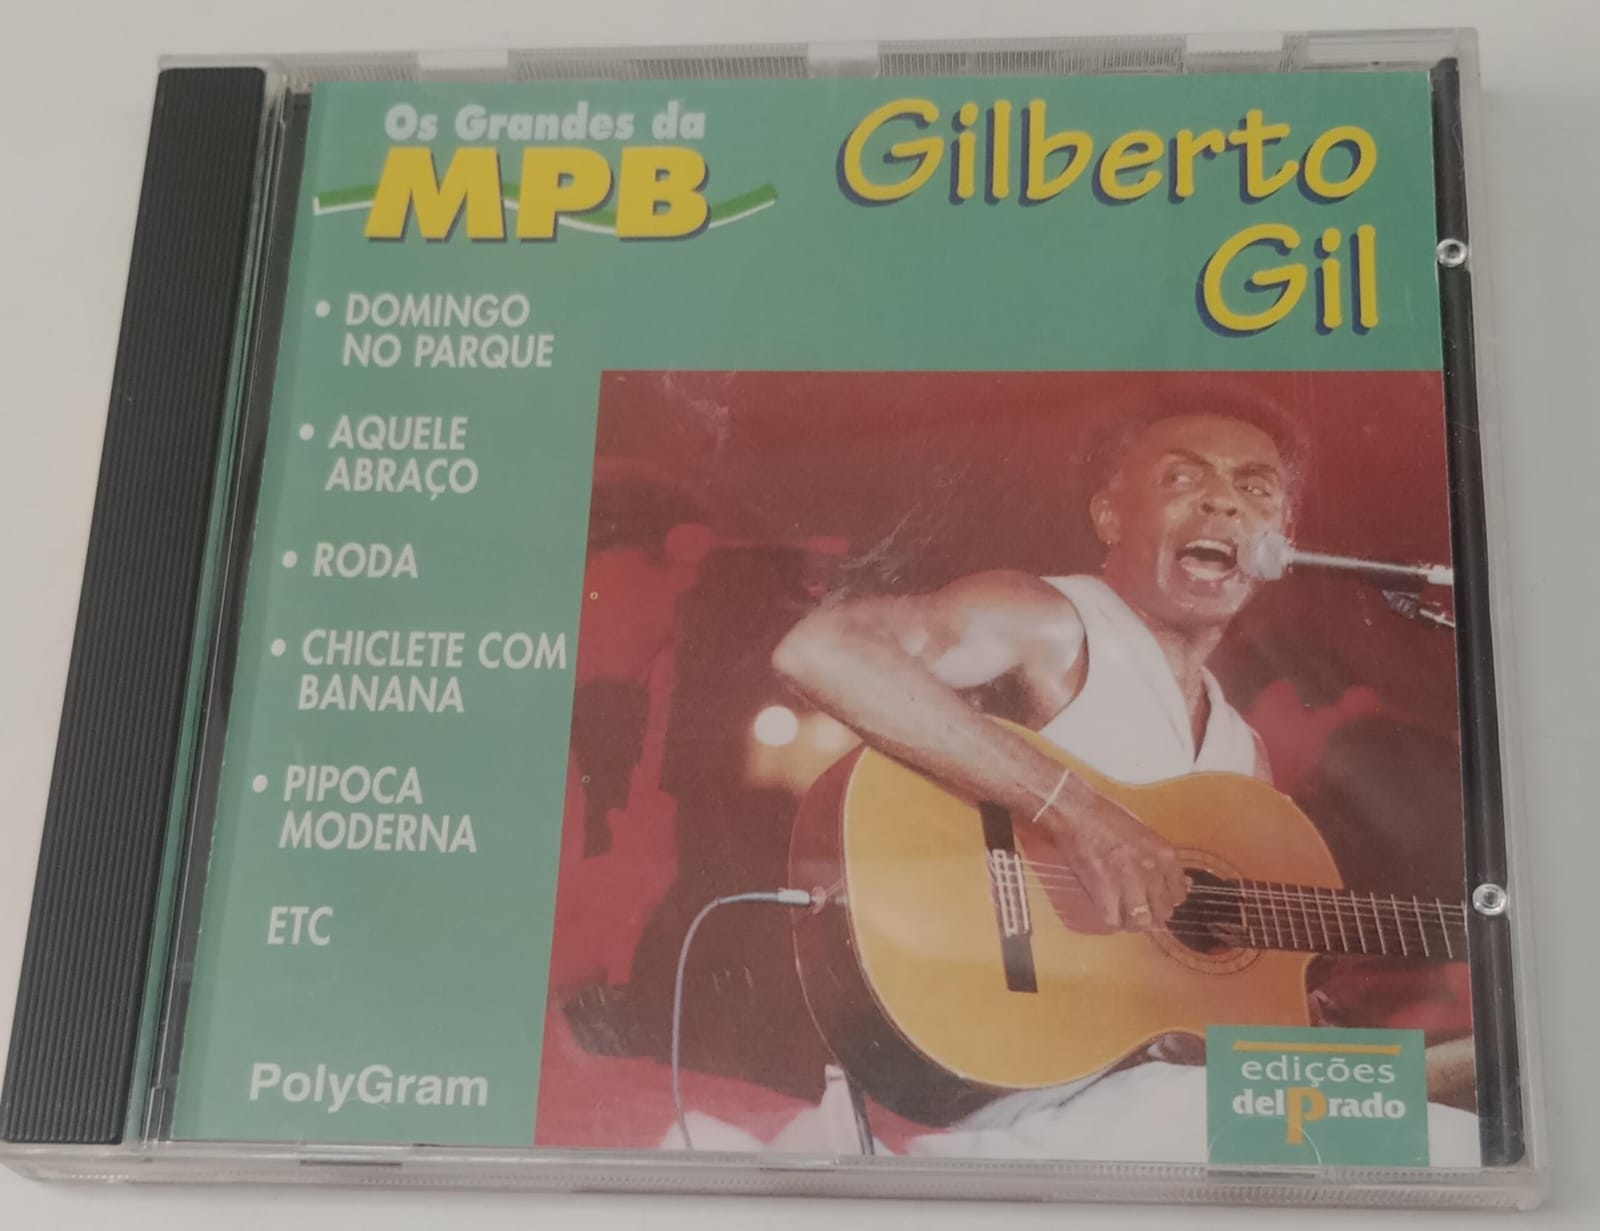 Os Grandes da
MPB
Gilberto
Gil
• DOMINGO
NO PARQUE
• AQUELE
ABRAÇO
• RODA
• CHICLETE COM
BANANA
• PIPOCA
MODERNA
ETC
PolyGram
edições
delPrado